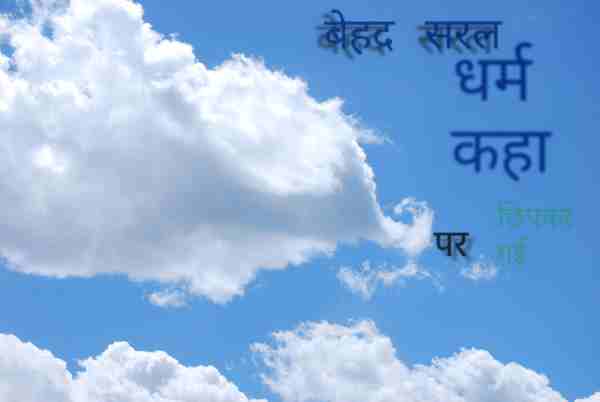 बेहद सरल
धर्म
कहा
पर
छिपकर
गई